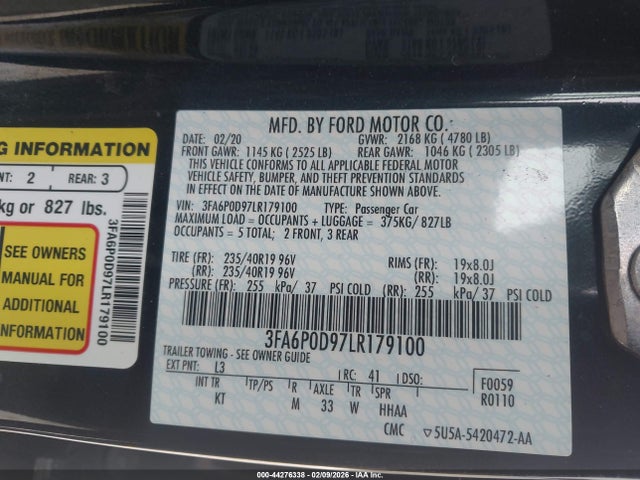 MFD. BY FORD MOTOR CO.
DATE: 02/20 GVWR: 2168 KG ( 4780 LB)
FRONT GAWR: 1145 KG ( 2525 LB) REAR GAWR: 1046 KG ( 2305 LB)
THIS VEHICLE CONFORMS TO ALL APPLICABLE FEDERAL MOTOR
VEHICLE SAFETY, BUMPER, AND THEFT PREVENTION STANDARDS
IN EFFECT ON THE DATE OF MANUFACTURE SHOWN ABOVE.
VIN: 3FA6P0D97LR179100 TYPE: Passenger Car
MAXIMUM LOAD = OCCUPANTS + LUGGAGE = 375KG/ 827LB
OCCUPANTS = 5 TOTAL; 2 FRONT, 3 REAR
TIRE (FR): 235/40R19 96V RIMS (FR): 19x8.0J
(RR): 235/40R19 96V (RR): 19x8.0J
PRESSURE (FR): 255 kPa/ 37 PSI COLD (RR): 255 kPa/ 37 PSI COLD
3FA6P0D97LR179100
TRAILER TOWING - SEE OWNER GUIDE
EXT PNT: L3 RC: 41 DSO: F0059
INT TR TP/PS R AXLE TR SPR R0110
KT M 33 W HHAA
CMC 5U5A-5420472-AA
G INFORMATION
NT: 2 REAR: 3
kg or 827 lbs.
SEE OWNERS
MANUAL FOR
ADDITIONAL
INFORMATION
3FA6P0D97LR179100
000-44276338 - 02/09/2026 - IAAI US